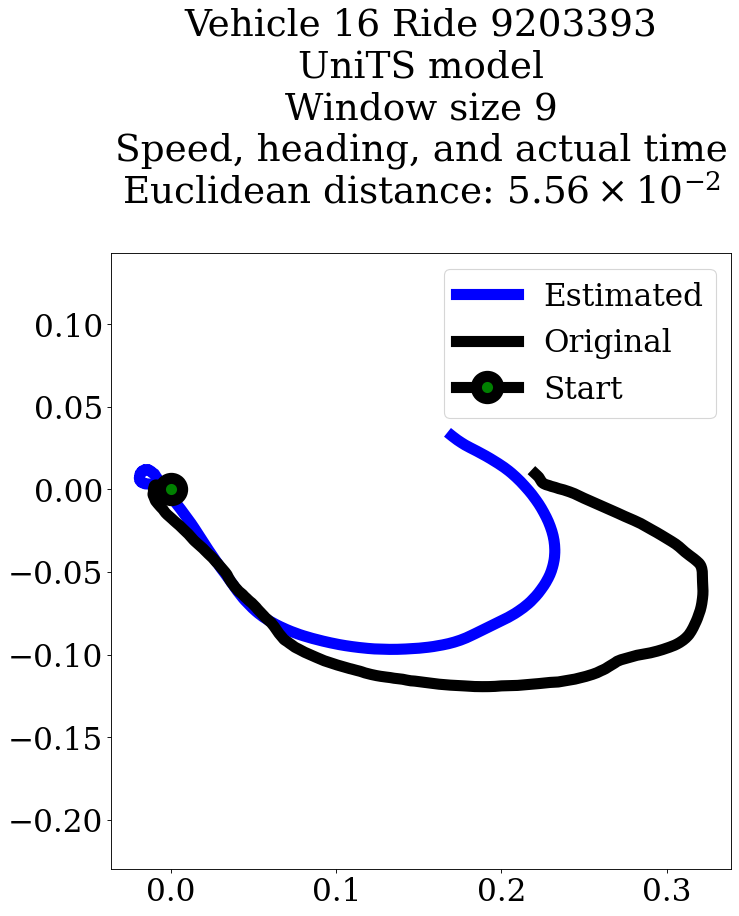 Vehicle 16 Ride 9203393
UniTS model
Window size 9
Speed, heading, and actual time
Euclidean distance: 5.56 × 10⁻²
Estimated
Original
Start
0.10
0.05
0.00
−0.05
−0.10
−0.15
−0.20
0.0 0.1 0.2 0.3